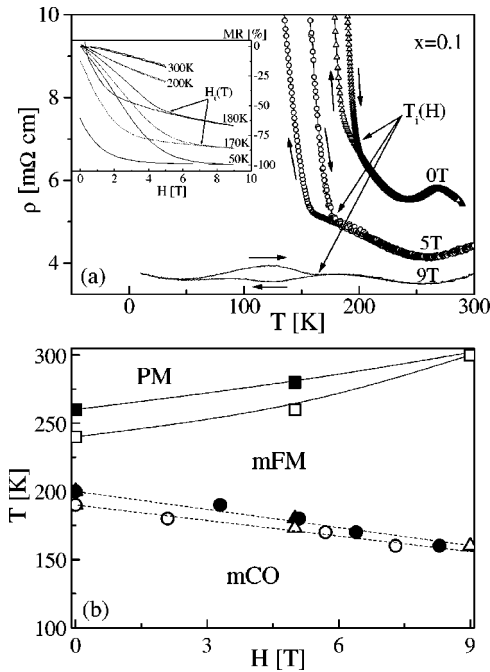 10
8
6
4
ρ [mΩ cm]
(a)
0
100
200
300
T [K]
x=0.1
T_i(H)
0T
5T
9T
MR [%]
0
-25
-50
-75
-100
300K
200K
H_i(T)
180K
170K
50K
0 2 4 6 8 10
H [T]
300
250
200
150
100
T [K]
PM
mFM
mCO
(b)
0 3 6 9
H [T]